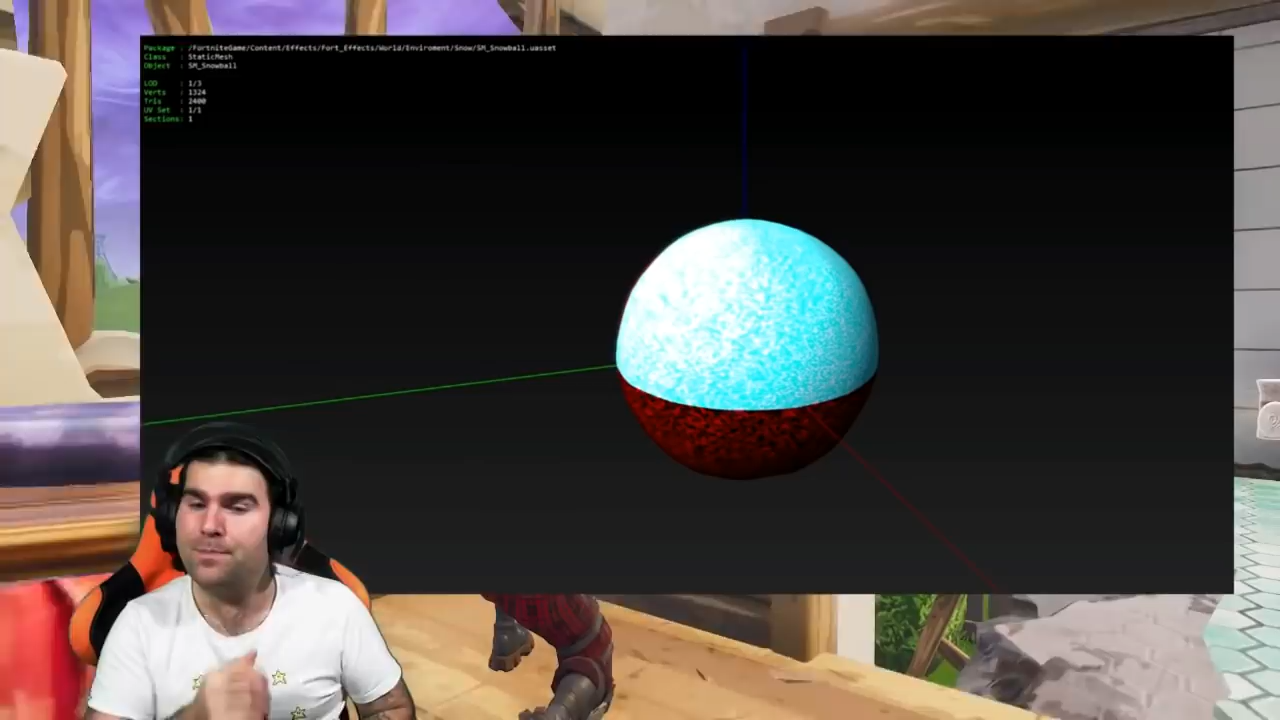 Package : /FortniteGame/Content/Effects/Fort_Effects/World/Enviroment/Snow/SM_Snowball.uasset
Class : StaticMesh
Object : SM_Snowball
LOD : 1/3
Verts : 1324
Tris : 2400
UV Set : 1/1
Sections: 1